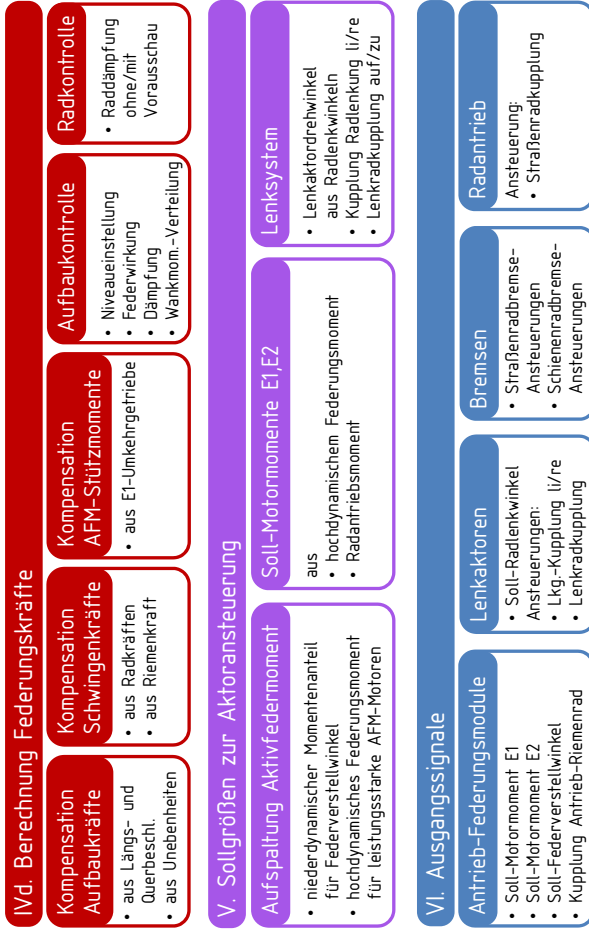 IVd. Berechnung Federungskräfte
Kompensation
Aufbaukräfte
• aus Längs- und
Querbeschl.
• aus Unebenheiten
Kompensation
Schwingenkräfte
• aus Radkräften
• aus Riemenkraft
Kompensation
AFM-Stützmomente
• aus E1-Umkehrgetriebe
Aufbaukontrolle
• Niveaueinstellung
• Federwirkung
• Dämpfung
• Wankmom.-Verteilung
Radkontrolle
• Raddämpfung
ohne/mit
Vorausschau
V. Sollgrößen zur Aktoransteuerung
Aufspaltung Aktivfedermoment
• niederdynamischer Momentenanteil
für Federverstellwinkel
• hochdynamisches Federungsmoment
für leistungsstarke AFM-Motoren
Soll-Motormomente E1,E2
aus
• hochdynamischem Federungsmoment
• Radantriebsmoment
Lenksystem
• Lenkaktordrehwinkel
aus Radlenkwinkeln
• Kupplung Radlenkung li/re
• Lenkradkupplung auf/zu
VI. Ausgangssignale
Antrieb-Federungsmodule
• Soll-Motormoment E1
• Soll-Motormoment E2
• Soll-Federverstellwinkel
• Kupplung Antrieb-Riemenrad
Lenkaktoren
• Soll-Radlenkwinkel
Ansteuerungen:
• Lkg.-Kupplung li/re
• Lenkradkupplung
Bremsen
• Straßenradbremse-
Ansteuerungen
• Schienenradbremse-
Ansteuerungen
Radantrieb
Ansteuerung:
• Straßenradkupplung